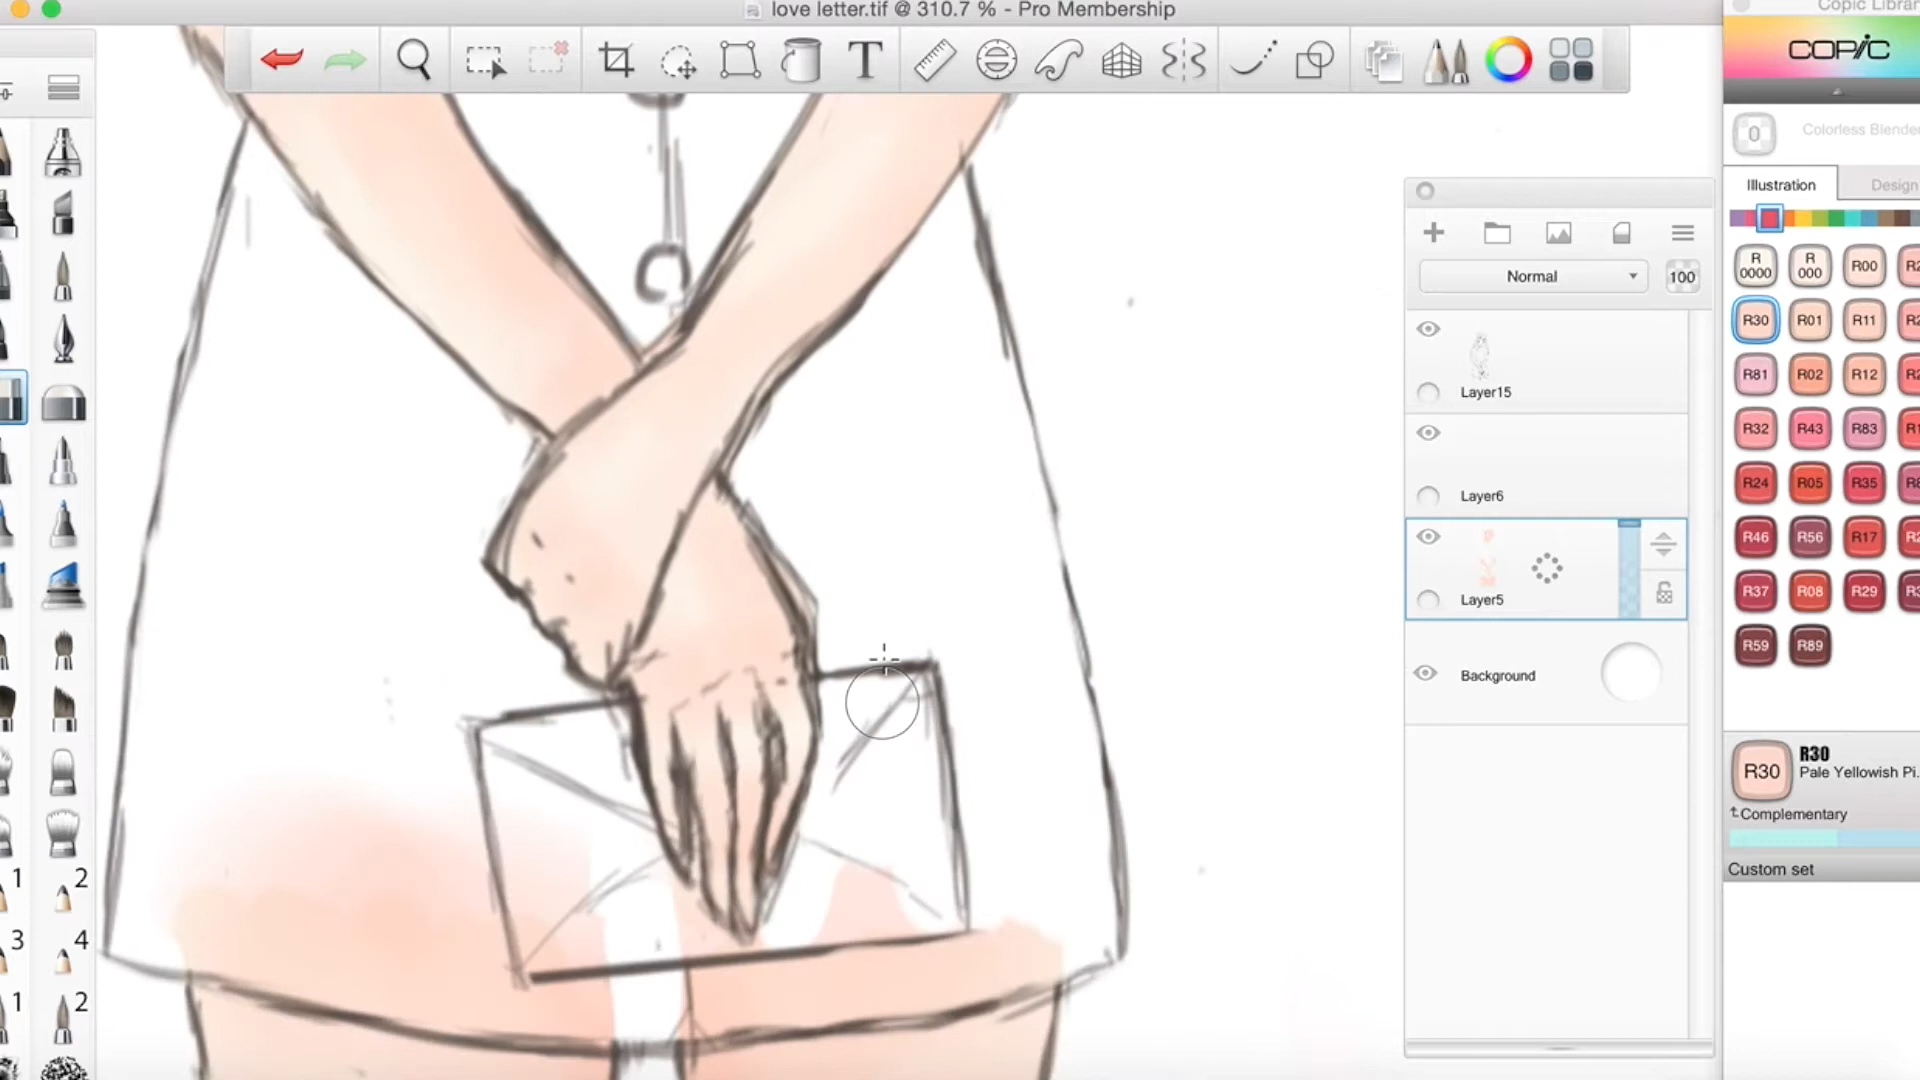 love letter.tif @ 310.7 % - Pro Membership
Copic Library
COPIC
T
0
Colorless Blender
Illustration
Design
Normal
100
Layer15
Layer6
Layer5
Background
R 0000
R 000
R00
R30
R01
R11
R81
R02
R12
R32
R43
R83
R24
R05
R35
R46
R56
R17
R37
R08
R29
R59
R89
R30
R30
Pale Yellowish Pi...
Complementary
Custom set
1
2
3
4
1
2